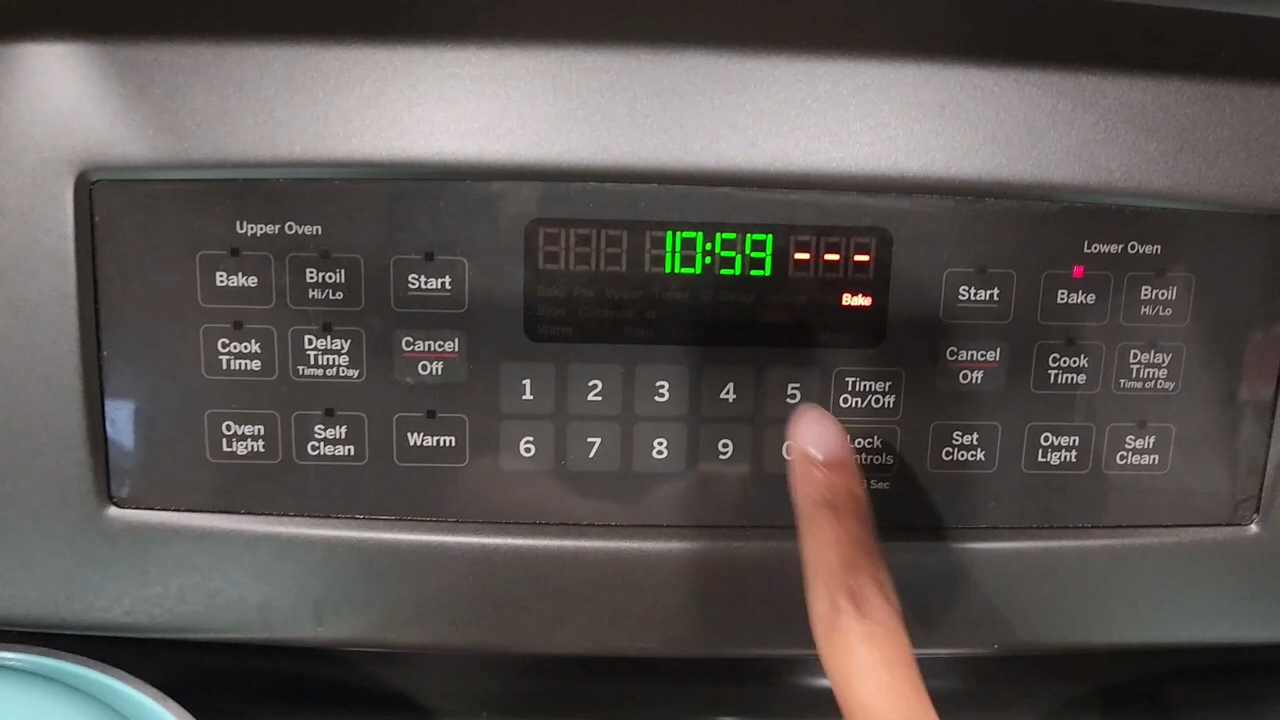 Upper Oven
Bake
Broil
Hi/Lo
Start
Cook
Time
Delay
Time
Time of Day
Cancel
Off
Oven
Light
Self
Clean
Warm
10:59
---
Bake
1 2 3 4 5
6 7 8 9
Timer
On/Off
Lock
Sec
Lower Oven
Start
Bake
Broil
Hi/Lo
Cancel
Off
Cook
Time
Delay
Time
Time of Day
Set
Clock
Oven
Light
Self
Clean